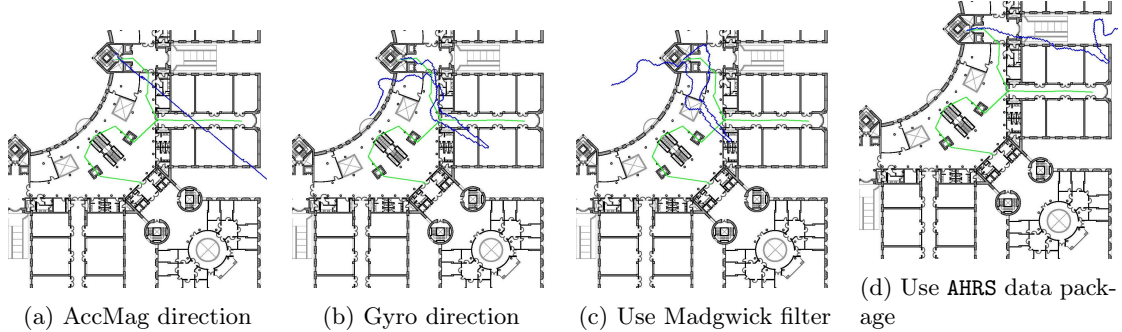 (a) AccMag direction
(b) Gyro direction
(c) Use Madgwick filter
(d) Use AHRS data pack-
age